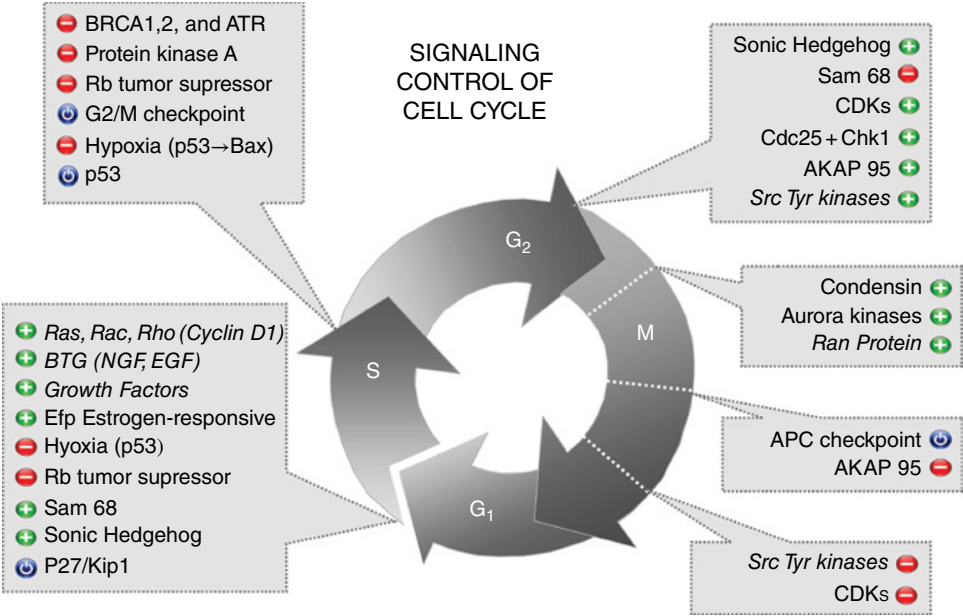 BRCA1,2, and ATR
Protein kinase A
Rb tumor supressor
G2/M checkpoint
Hypoxia (p53→Bax)
p53
SIGNALING
CONTROL OF
CELL CYCLE
Sonic Hedgehog
Sam 68
CDKs
Cdc25 + Chk1
AKAP 95
Src Tyr kinases
G2
M
S
G1
Condensin
Aurora kinases
Ran Protein
Ras, Rac, Rho (Cyclin D1)
BTG (NGF, EGF)
Growth Factors
Efp Estrogen-responsive
Hyoxia (p53)
Rb tumor supressor
Sam 68
Sonic Hedgehog
P27/Kip1
APC checkpoint
AKAP 95
Src Tyr kinases
CDKs